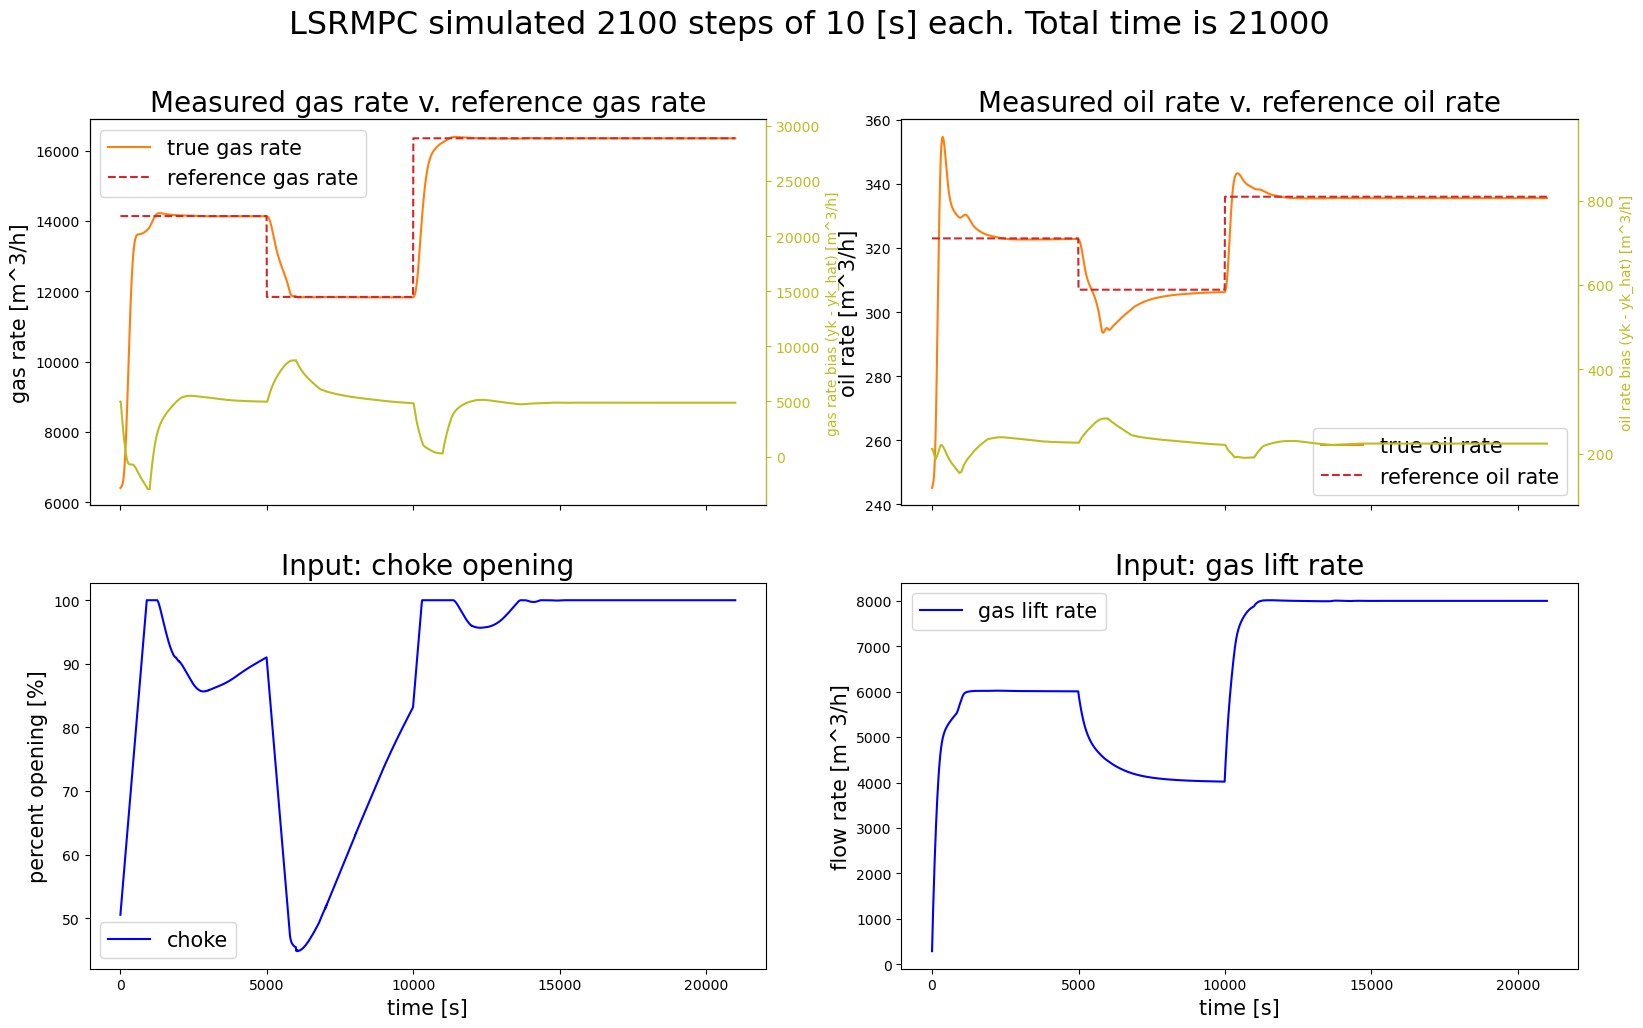 LSRMPC simulated 2100 steps of 10 [s] each. Total time is 21000
Measured gas rate v. reference gas rate
true gas rate
reference gas rate
gas rate [m^3/h]
16000
14000
12000
10000
8000
6000
30000
25000
20000
15000
10000
5000
0
gas rate bias (yk - yk_hat) [m^3/h]
Measured oil rate v. reference oil rate
oil rate [m^3/h]
360
340
320
300
280
260
240
true oil rate
reference oil rate
800
600
400
200
oil rate bias (yk - yk_hat) [m^3/h]
Input: choke opening
percent opening [%]
100
90
80
70
60
50
choke
0 5000 10000 15000 20000
time [s]
Input: gas lift rate
gas lift rate
flow rate [m^3/h]
8000
7000
6000
5000
4000
3000
2000
1000
0
0 5000 10000 15000 20000
time [s]